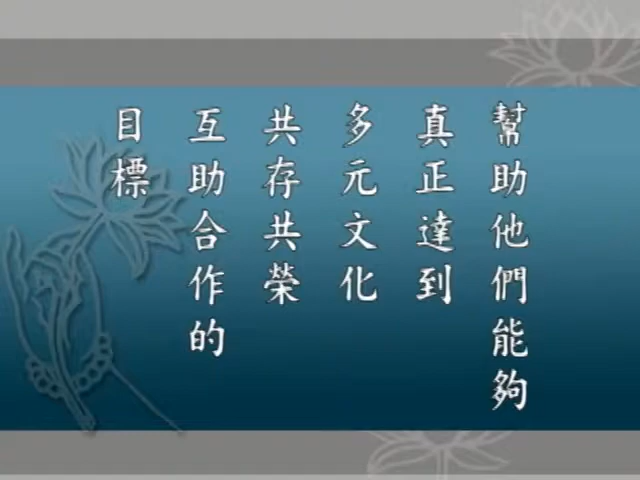 幫助他們能夠
真正達到
多元文化
共存共榮
互助合作的
目標